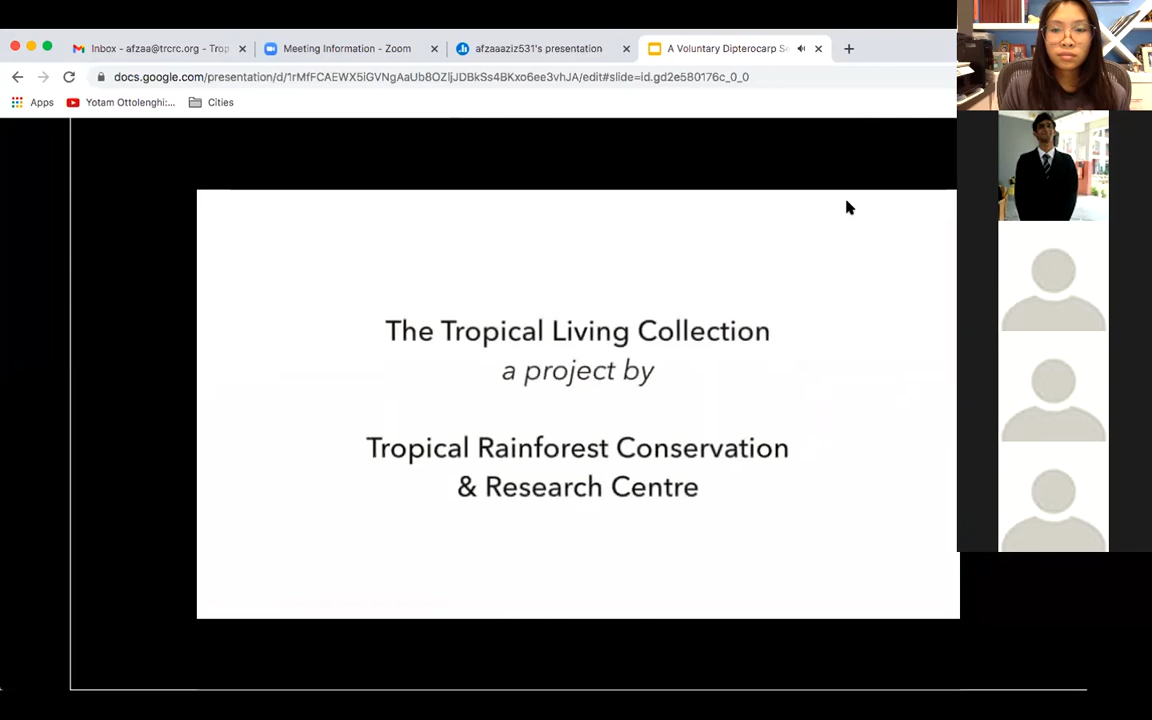 Inbox - afzaa@trcrc.org - Trop
Meeting Information - Zoom
afzaaaziz531's presentation
A Voluntary Dipterocarp Se
docs.google.com/presentation/d/1rMfFCAEWX5iGVNgAaUb8OZljJDBkSs4BKxo6ee3vhJA/edit#slide=id.gd2e580176c_0_0
Apps
Yotam Ottolenghi:...
Cities
The Tropical Living Collection
a project by
Tropical Rainforest Conservation
& Research Centre